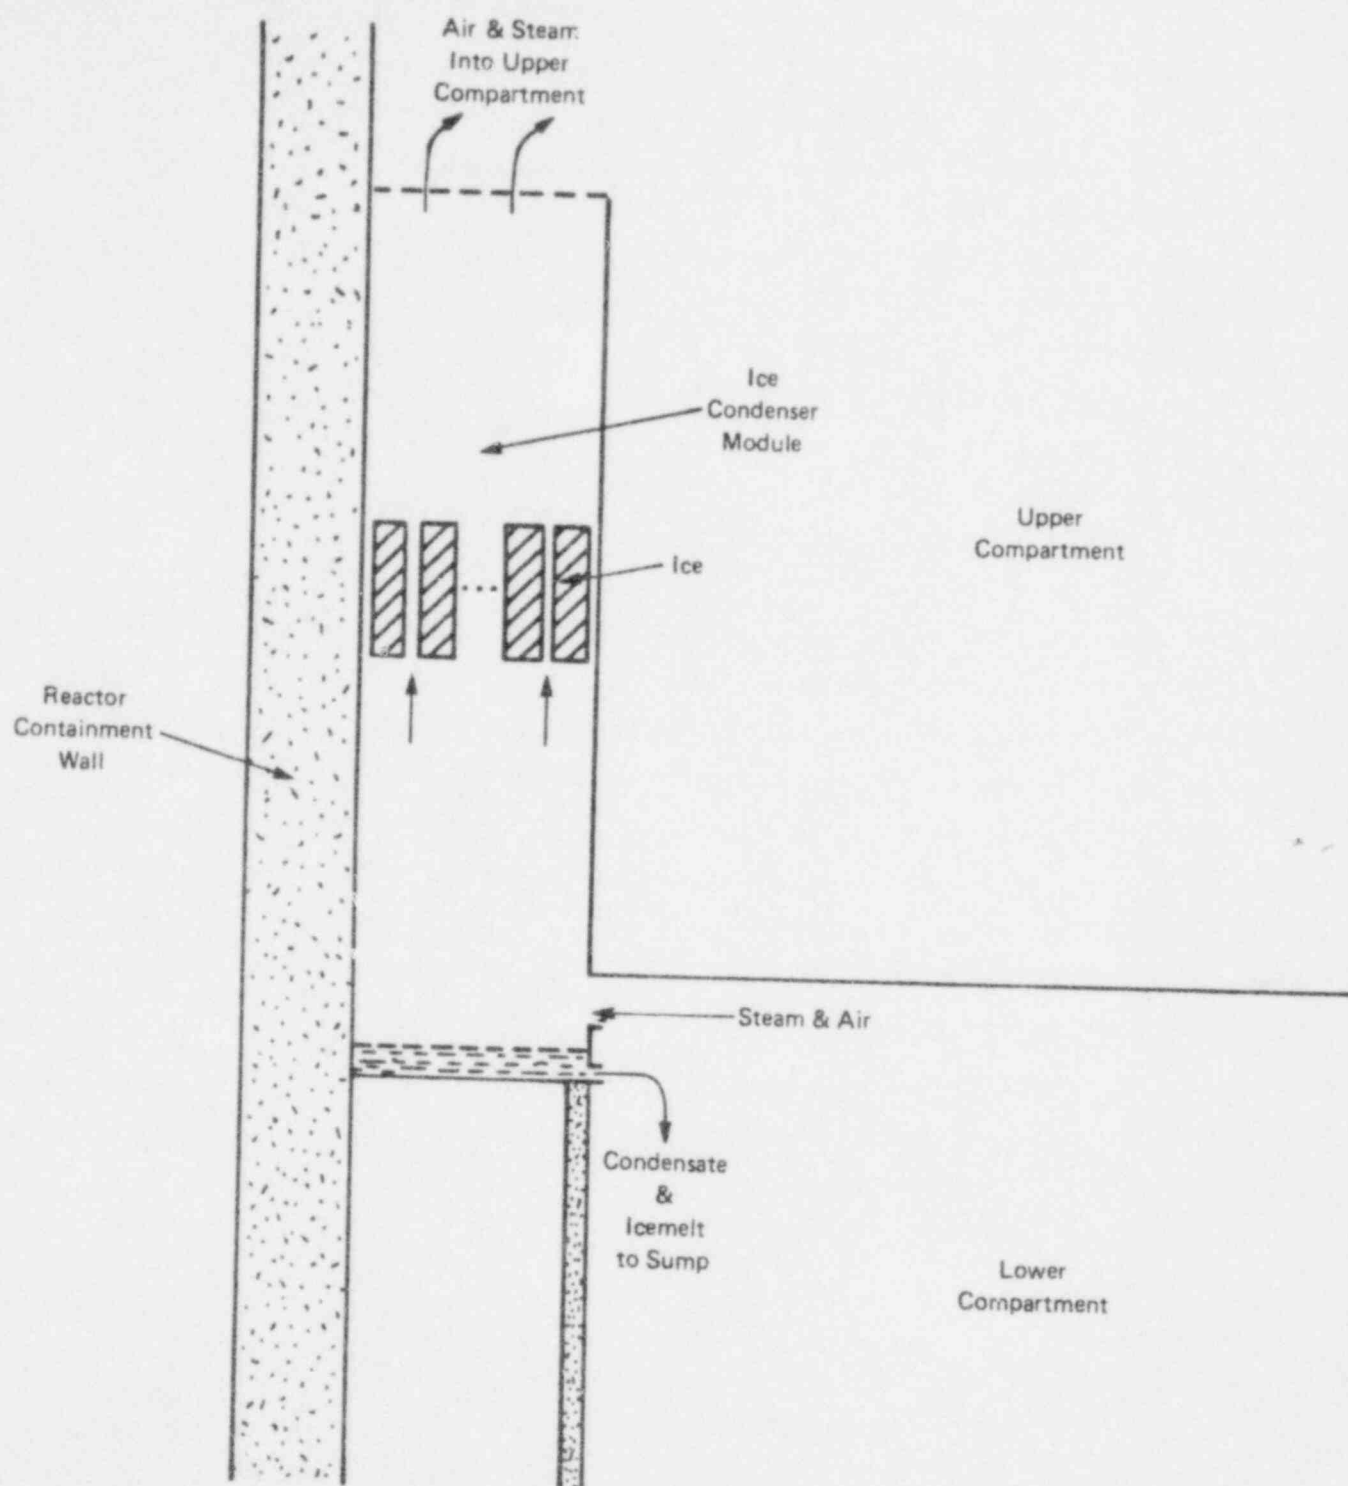 Air & Steam
Into Upper
Compartment
Ice
Condenser
Module
Upper
Compartment
Ice
Reactor
Containment
Wall
Steam & Air
Condensate
&
Icemelt
to Sump
Lower
Compartment